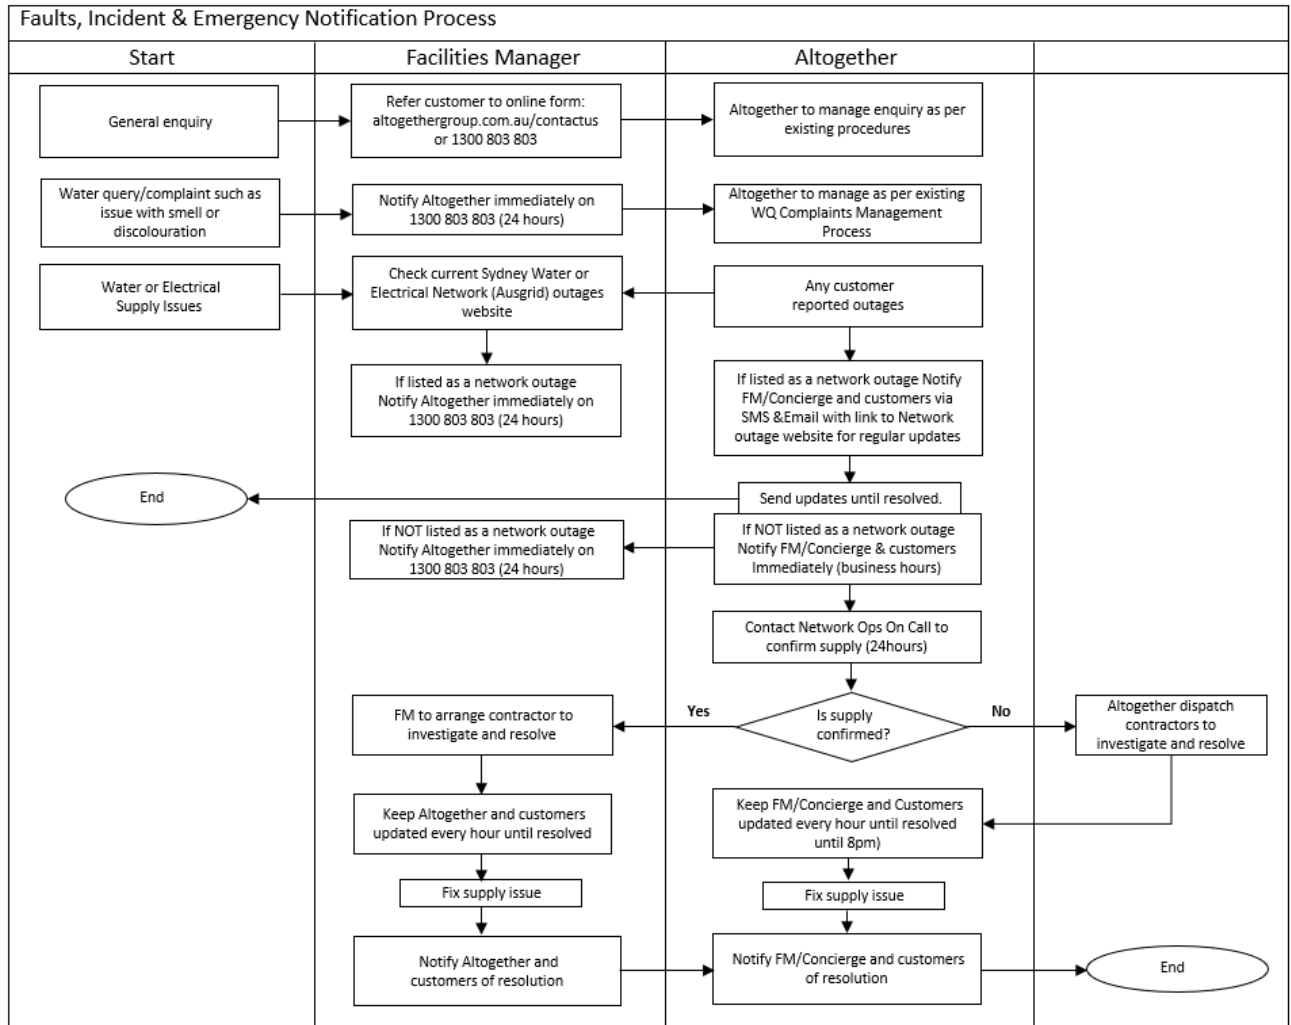 Faults, Incident & Emergency Notification Process
Start
Facilities Manager
Altogether
General enquiry
Refer customer to online form:
altogethergroup.com.au/contactus
or 1300 803 803
Altogether to manage enquiry as per
existing procedures
Water query/complaint such as
issue with smell or
discolouration
Notify Altogether immediately on
1300 803 803 (24 hours)
Altogether to manage as per existing
WQ Complaints Management
Process
Water or Electrical
Supply Issues
Check current Sydney Water or
Electrical Network (Ausgrid) outages
website
Any customer
reported outages
If listed as a network outage
Notify Altogether immediately on
1300 803 803 (24 hours)
If listed as a network outage Notify
FM/Concierge and customers via
SMS &Email with link to Network
outage website for regular updates
End
Send updates until resolved.
If NOT listed as a network outage
Notify Altogether immediately on
1300 803 803 (24 hours)
If NOT listed as a network outage
Notify FM/Concierge & customers
Immediately (business hours)
Contact Network Ops On Call to
confirm supply (24hours)
FM to arrange contractor to
investigate and resolve
Yes
Is supply
confirmed?
No
Altogether dispatch
contractors to
investigate and resolve
Keep Altogether and customers
updated every hour until resolved
Keep FM/Concierge and Customers
updated every hour until resolved
until 8pm)
Fix supply issue
Fix supply issue
Notify Altogether and
customers of resolution
Notify FM/Concierge and customers
of resolution
End